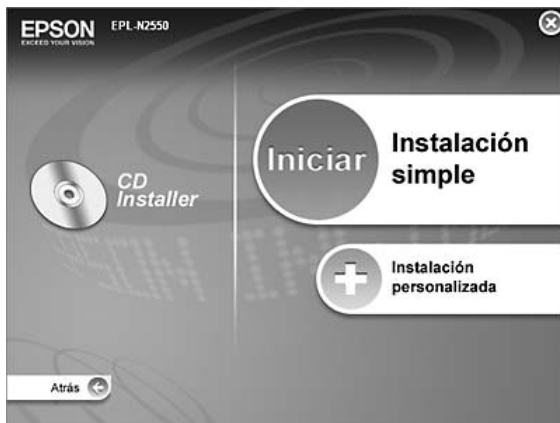 EPSON
EXCEED YOUR VISION
EPL-N2550
CD
Installer
Iniciar
Instalación
simple
Instalación
personalizada
Atrás